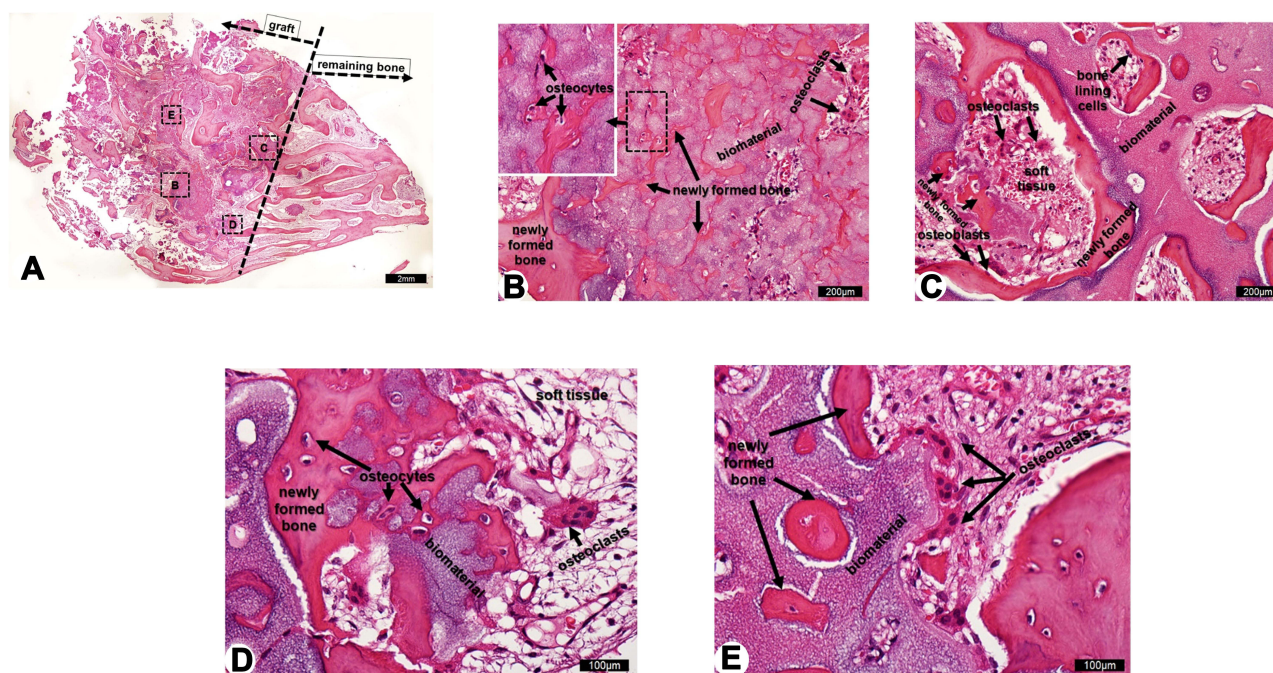 graft
remaining bone
E
C
B
D
A
2mm
osteocytes
osteoclasts
biomaterial
newly formed bone
newly
formed
bone
B
200µm
bone
lining
cells
osteoclasts
biomaterial
soft
tissue
newly formed
bone
osteoblasts
newly formed
bone
C
200µm
soft tissue
osteocytes
newly
formed
bone
biomaterial
osteoclasts
D
100µm
newly
formed
bone
osteoclasts
biomaterial
E
100µm